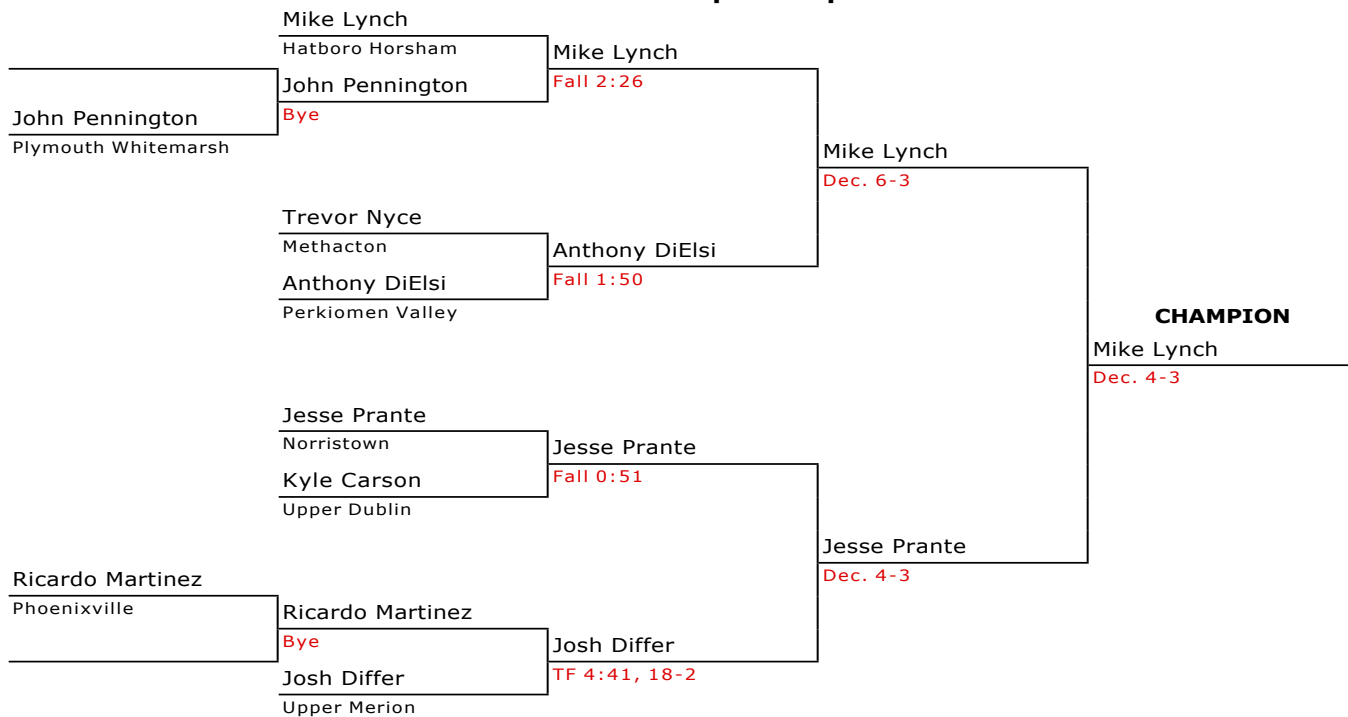 Mike Lynch
Hatboro Horsham
Mike Lynch
John Pennington
Fall 2:26
John Pennington
Bye
Plymouth Whitemarsh
Mike Lynch
Dec. 6-3
Trevor Nyce
Methacton
Anthony DiElsi
Anthony DiElsi
Fall 1:50
Perkiomen Valley
CHAMPION
Mike Lynch
Dec. 4-3
Jesse Prante
Norristown
Jesse Prante
Kyle Carson
Fall 0:51
Upper Dublin
Jesse Prante
Dec. 4-3
Ricardo Martinez
Phoenixville
Ricardo Martinez
Bye
Josh Differ
Josh Differ
TF 4:41, 18-2
Upper Merion